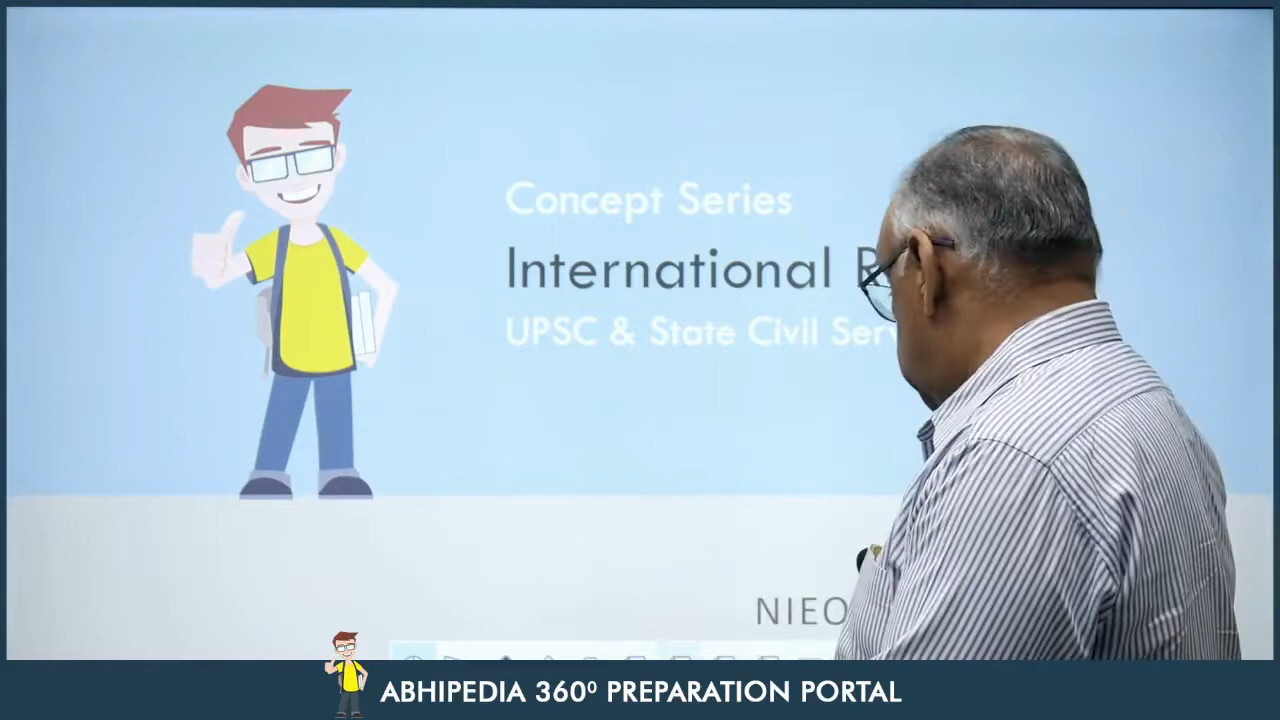 Concept Series
International
UPSC & State Civil
NIEO
ABHIPEDIA 360⁰ PREPARATION PORTAL